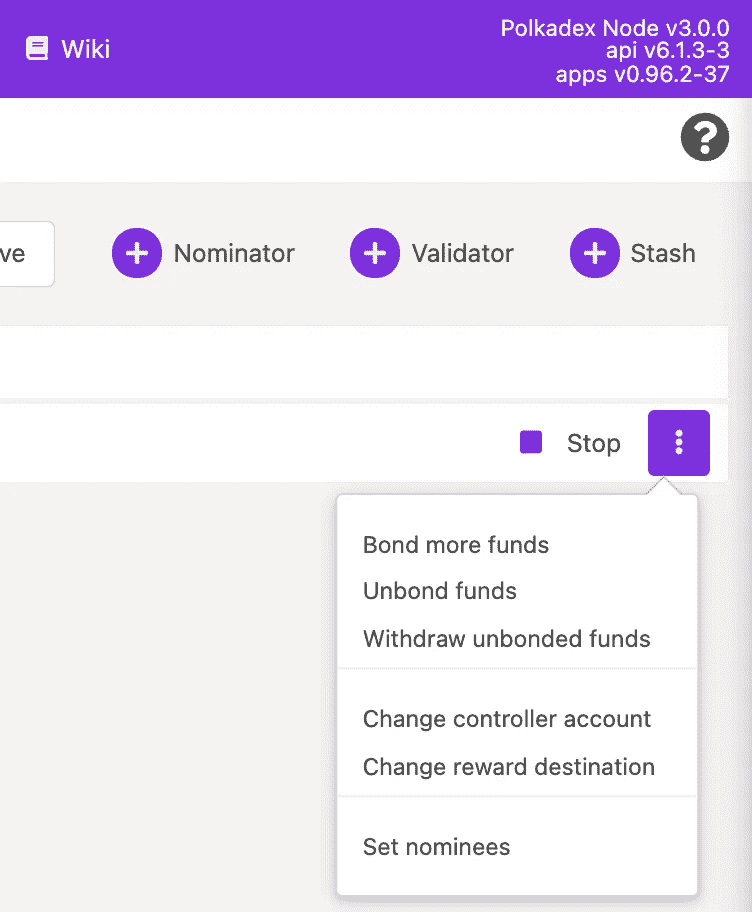 Wiki
Polkadex Node v3.0.0
api v6.1.3-3
apps v0.96.2-37
ve
Nominator
Validator
Stash
Stop
Bond more funds
Unbond funds
Withdraw unbonded funds
Change controller account
Change reward destination
Set nominees